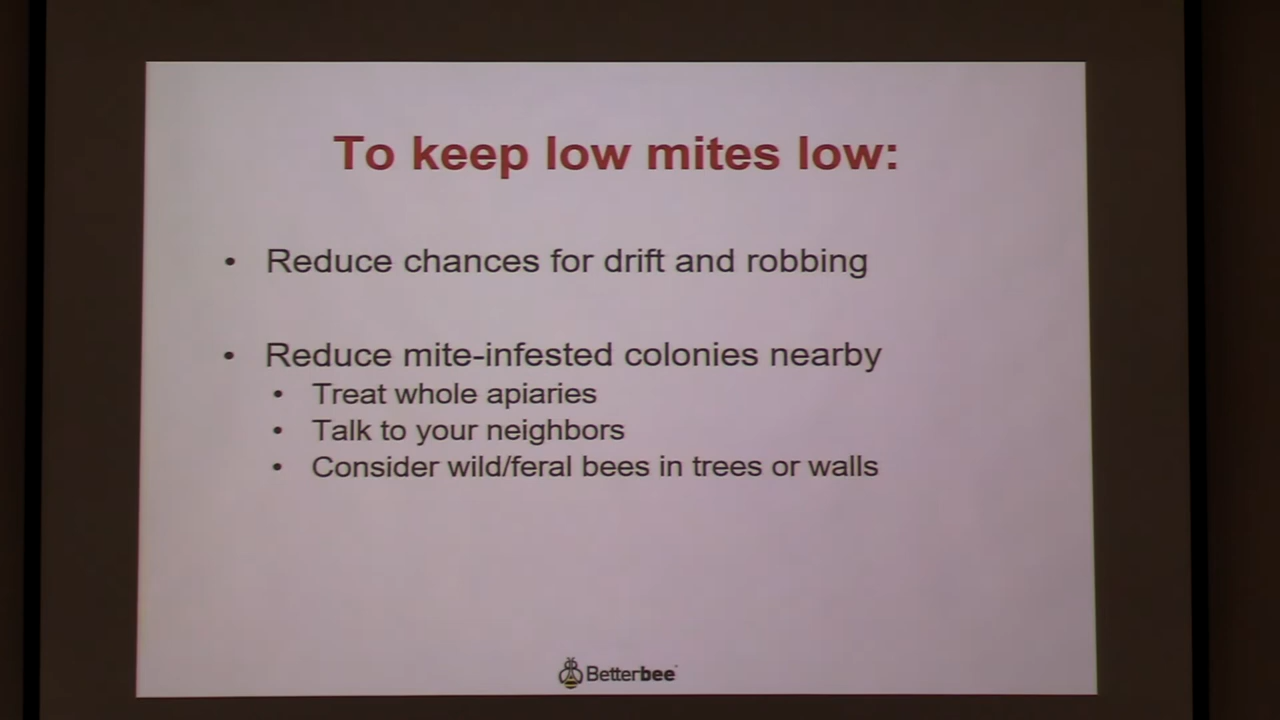 To keep low mites low:
• Reduce chances for drift and robbing
• Reduce mite-infested colonies nearby
• Treat whole apiaries
• Talk to your neighbors
• Consider wild/feral bees in trees or walls
Betterbee